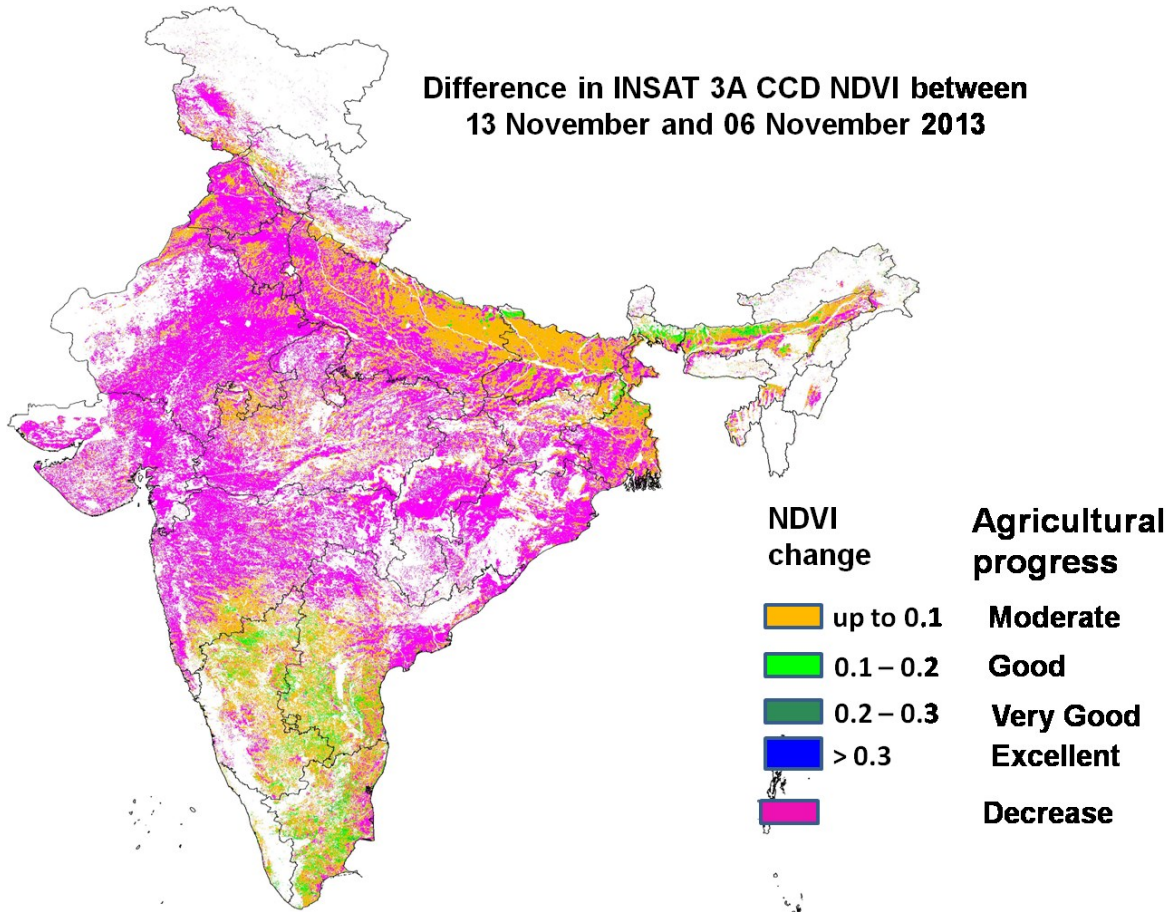 Difference in INSAT 3A CCD NDVI between
13 November and 06 November 2013
NDVI change
Agricultural progress
up to 0.1 Moderate
0.1 – 0.2 Good
0.2 – 0.3 Very Good
> 0.3 Excellent
Decrease